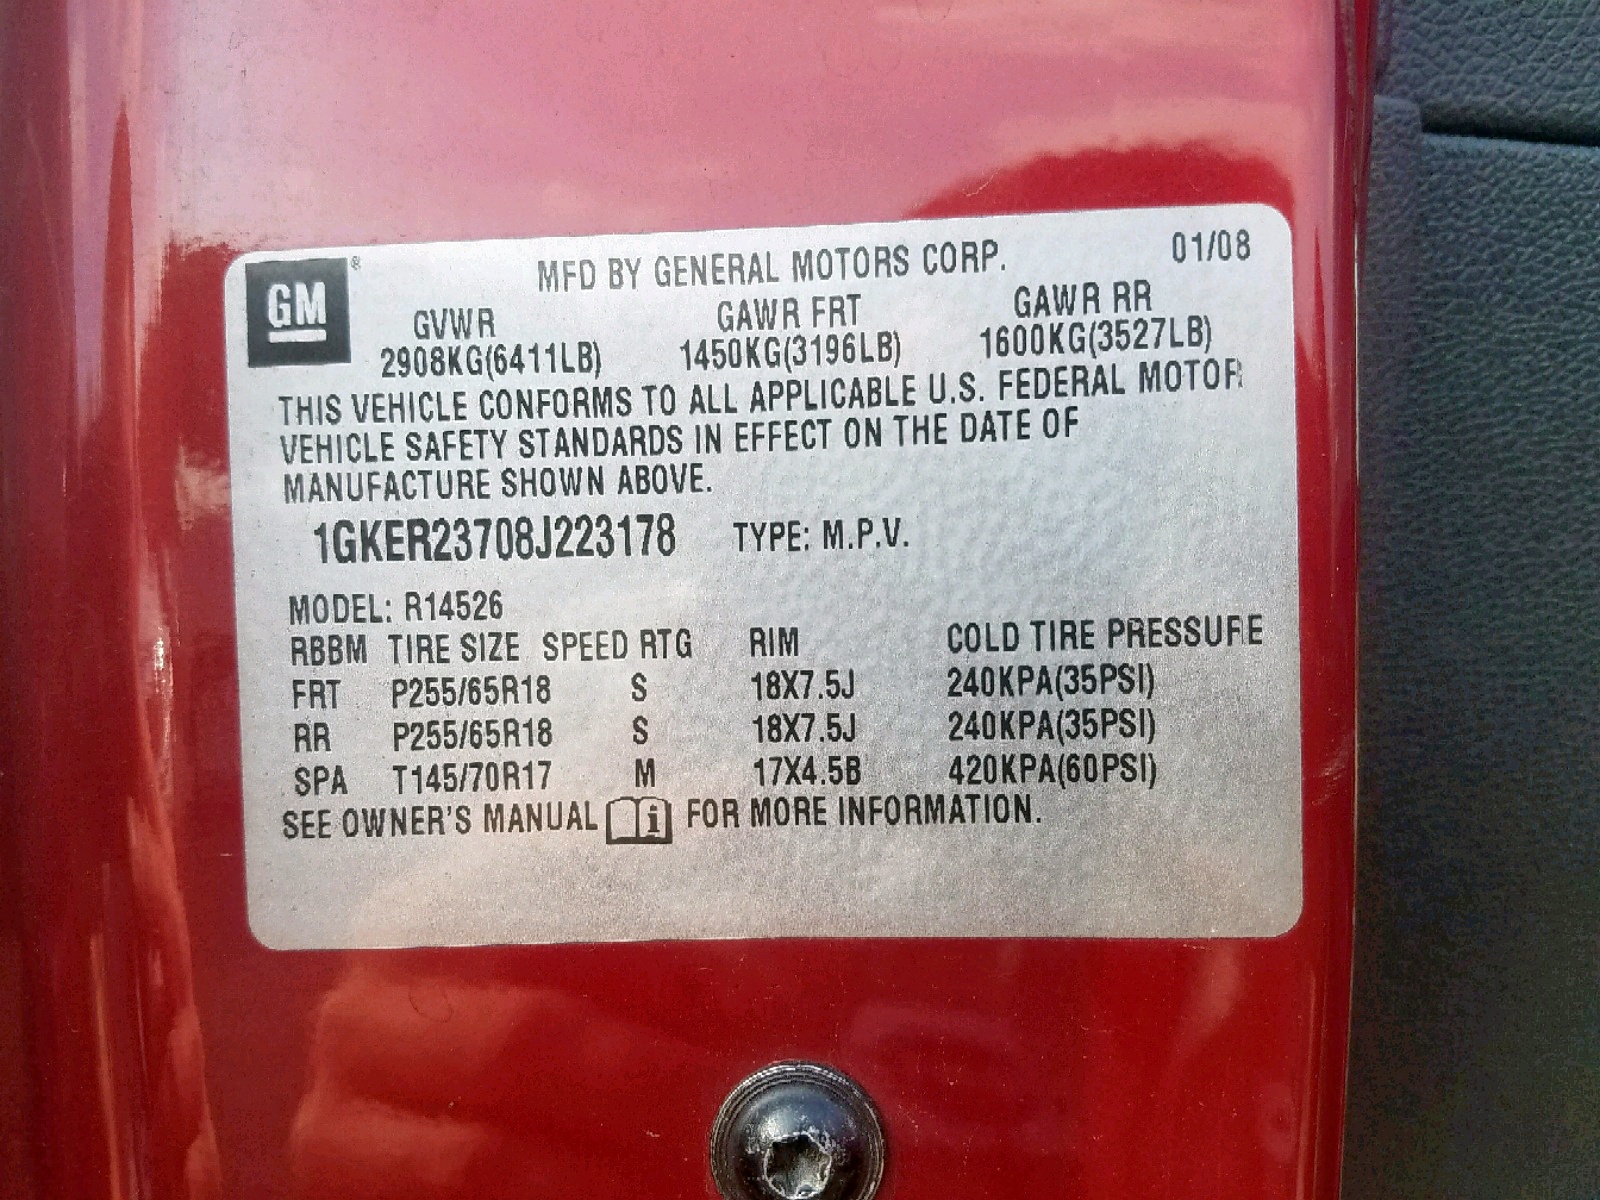 GM® MFD BY GENERAL MOTORS CORP. 01/08
GVWR GAWR FRT GAWR RR
2908KG(6411LB) 1450KG(3196LB) 1600KG(3527LB)
THIS VEHICLE CONFORMS TO ALL APPLICABLE U.S. FEDERAL MOTOR
VEHICLE SAFETY STANDARDS IN EFFECT ON THE DATE OF
MANUFACTURE SHOWN ABOVE.
1GKER23708J223178 TYPE: M.P.V.
MODEL: R14526
RBBM TIRE SIZE SPEED RTG RIM COLD TIRE PRESSURE
FRT P255/65R18 S 18X7.5J 240KPA(35PSI)
RR P255/65R18 S 18X7.5J 240KPA(35PSI)
SPA T145/70R17 M 17X4.5B 420KPA(60PSI)
SEE OWNER'S MANUAL i FOR MORE INFORMATION.